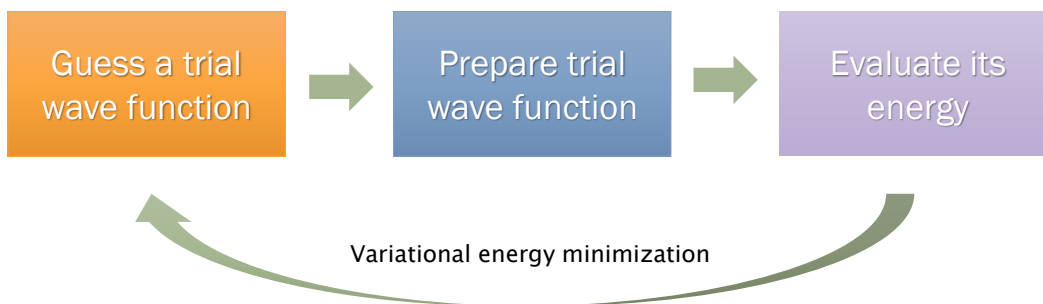 Guess a trial
wave function
Prepare trial
wave function
Evaluate its
energy
Variational energy minimization